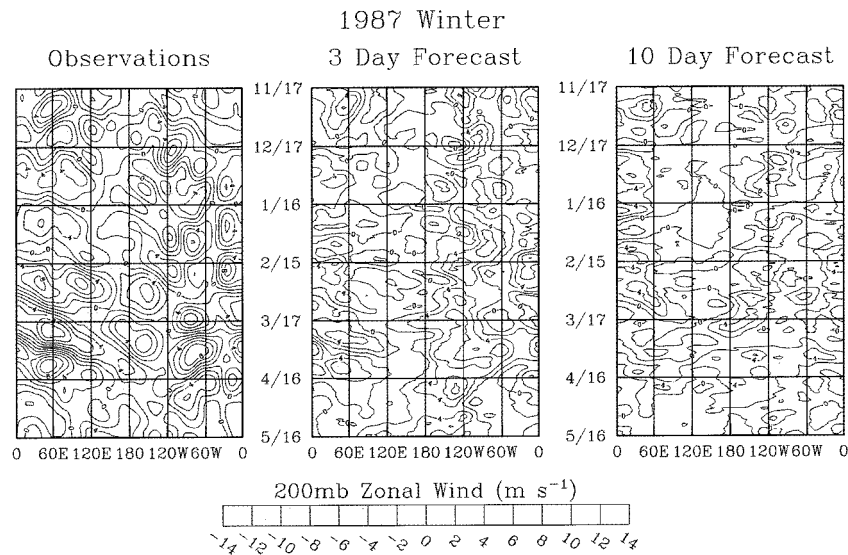 1987 Winter
Observations 3 Day Forecast 10 Day Forecast
11/17 11/17
12/17 12/17
1/16 1/16
2/15 2/15
3/17 3/17
4/16 4/16
5/16 5/16
0 60E 120E 180 120W 60W 0 0 60E 120E 180 120W 60W 0 0 60E 120E 180 120W 60W 0
200mb Zonal Wind (m s⁻¹)
-14 -12 -10 -8 -6 -4 -2 0 2 4 6 8 10 12 14